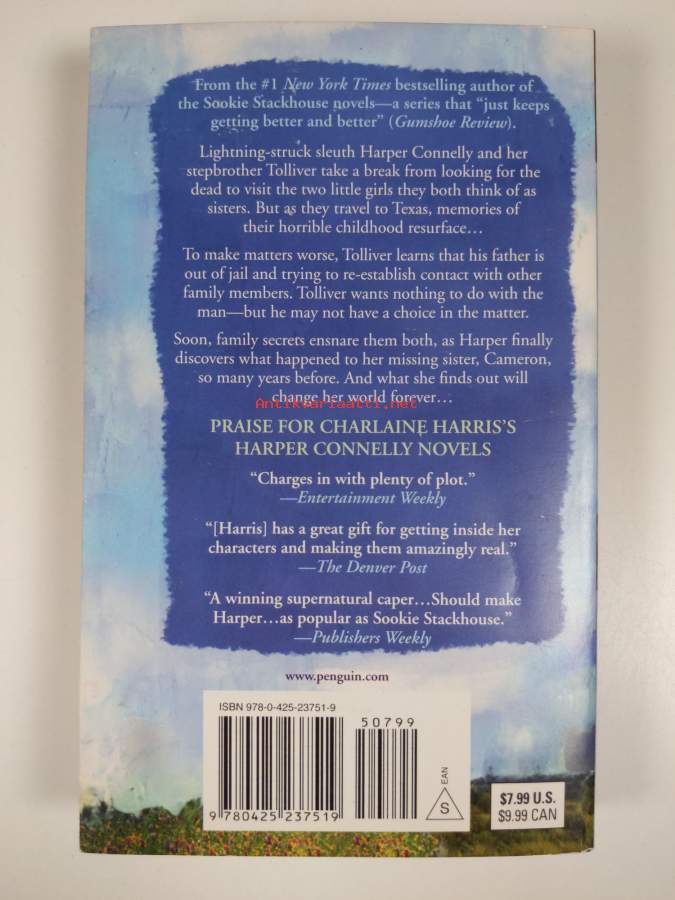 From the #1 New York Times bestselling author of
the Sookie Stackhouse novels—a series that “just keeps
getting better and better” (Gumshoe Review).
Lightning-struck sleuth Harper Connelly and her
stepbrother Tolliver take a break from looking for the
dead to visit the two little girls they both think of as
sisters. But as they travel to Texas, memories of
their horrible childhood resurface…
To make matters worse, Tolliver learns that his father is
out of jail and trying to re-establish contact with other
family members. Tolliver wants nothing to do with the
man—but he may not have a choice in the matter.
Soon, family secrets ensnare them both, as Harper finally
discovers what happened to her missing sister, Cameron,
so many years before. And what she finds out will
change her world forever…
Antikvariaatti.net
PRAISE FOR CHARLAINE HARRIS’S
HARPER CONNELLY NOVELS
“Charges in with plenty of plot.”
—Entertainment Weekly
“[Harris] has a great gift for getting inside her
characters and making them amazingly real.”
—The Denver Post
“A winning supernatural caper…Should make
Harper…as popular as Sookie Stackhouse.”
—Publishers Weekly
www.penguin.com
ISBN 978-0-425-23751-9
50799
9 780425 237519
EAN
S
$7.99 U.S.
$9.99 CAN